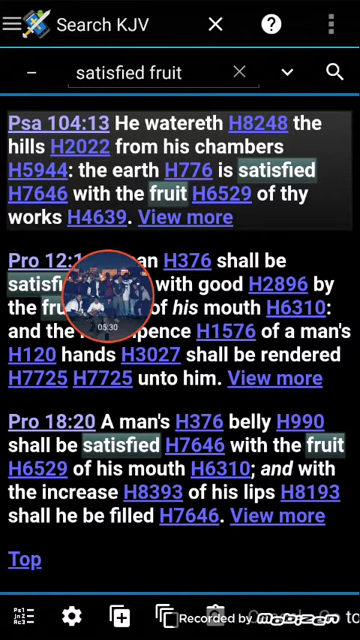 Search KJV
satisfied fruit
Psa 104:13 He watereth H8248 the
hills H2022 from his chambers
H5944: the earth H776 is satisfied
H7646 with the fruit H6529 of thy
works H4639. View more
Pro 12:1 an H376 shall be
satisf with good H2896 by
the fru of his mouth H6310:
and the r pence H1576 of a man's
H120 hands H3027 shall be rendered
H7725 H7725 unto him. View more
05:30
Pro 18:20 A man's H376 belly H990
shall be satisfied H7646 with the fruit
H6529 of his mouth H6310; and with
the increase H8393 of his lips H8193
shall he be filled H7646. View more
Top
Recorded by MOBIZEN